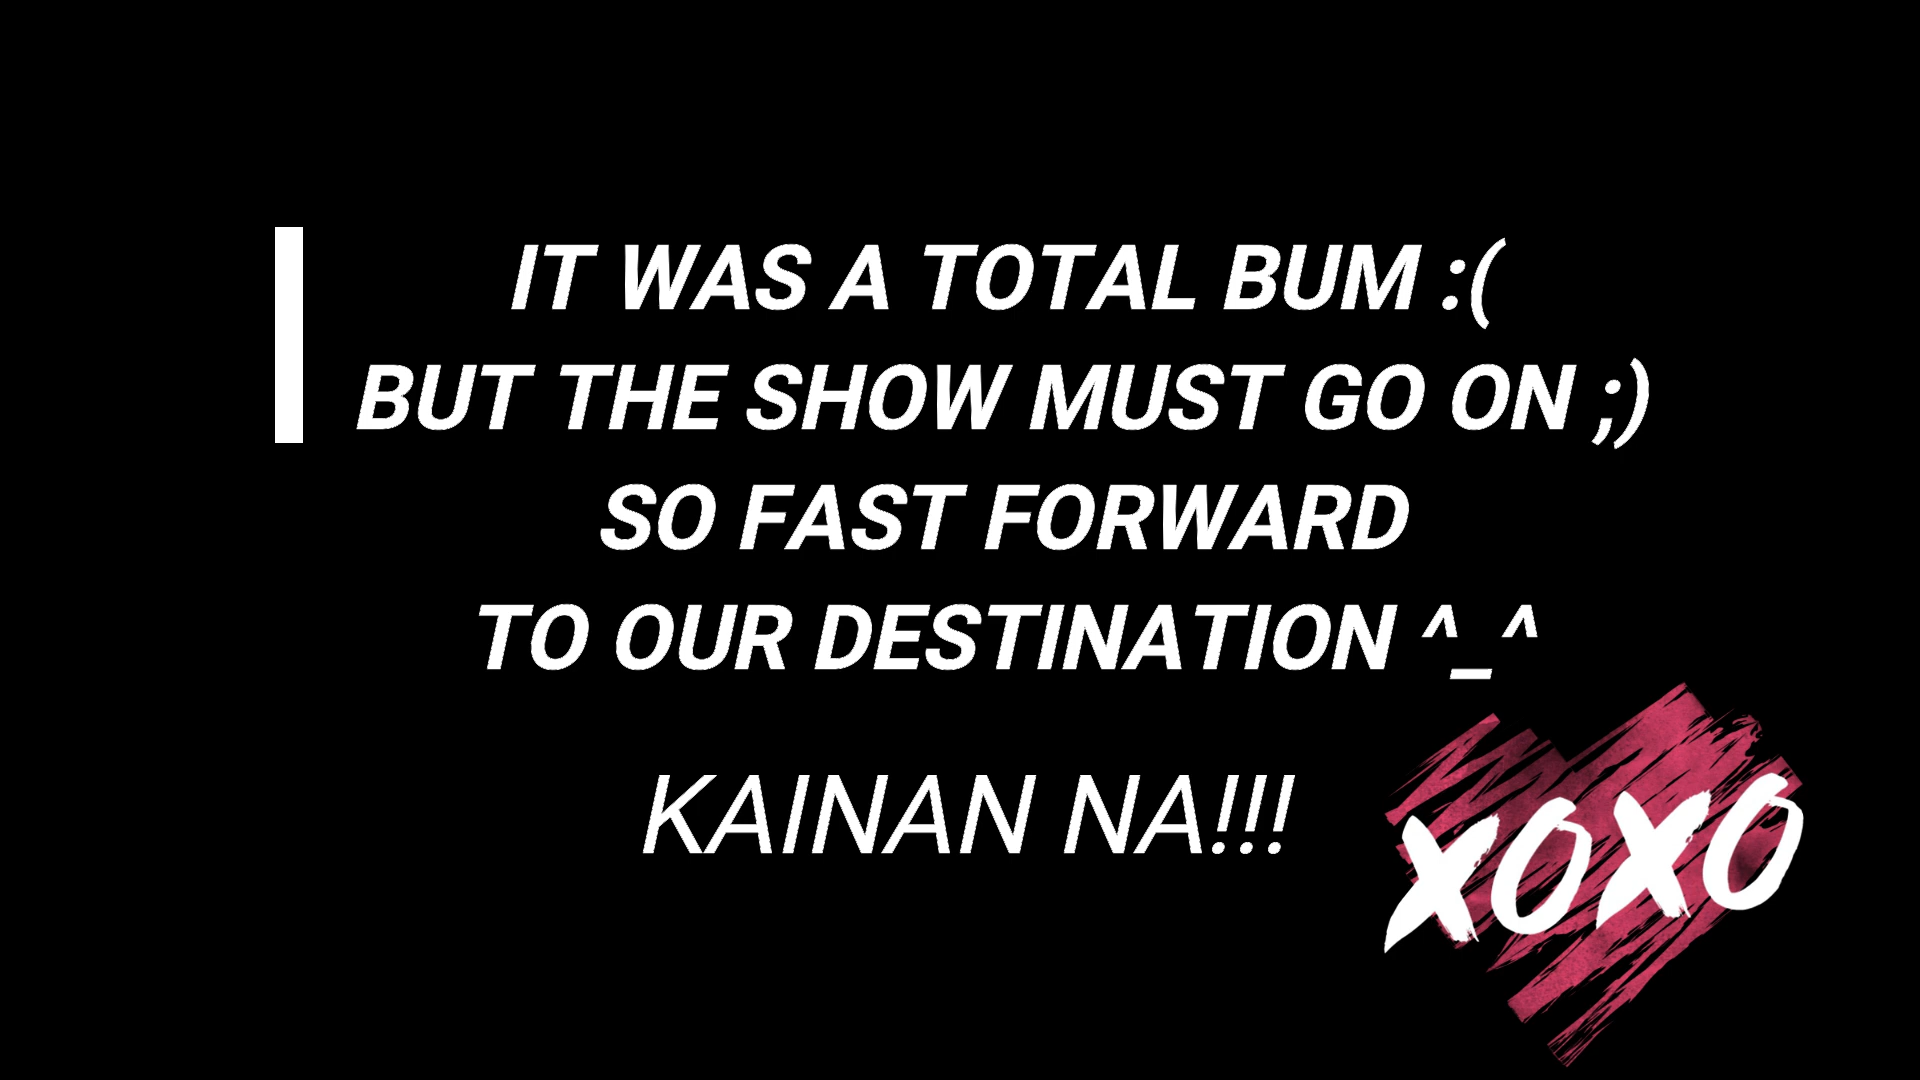 IT WAS A TOTAL BUM :(
BUT THE SHOW MUST GO ON ;)
SO FAST FORWARD
TO OUR DESTINATION ^_^
KAINAN NA!!!
XOXO